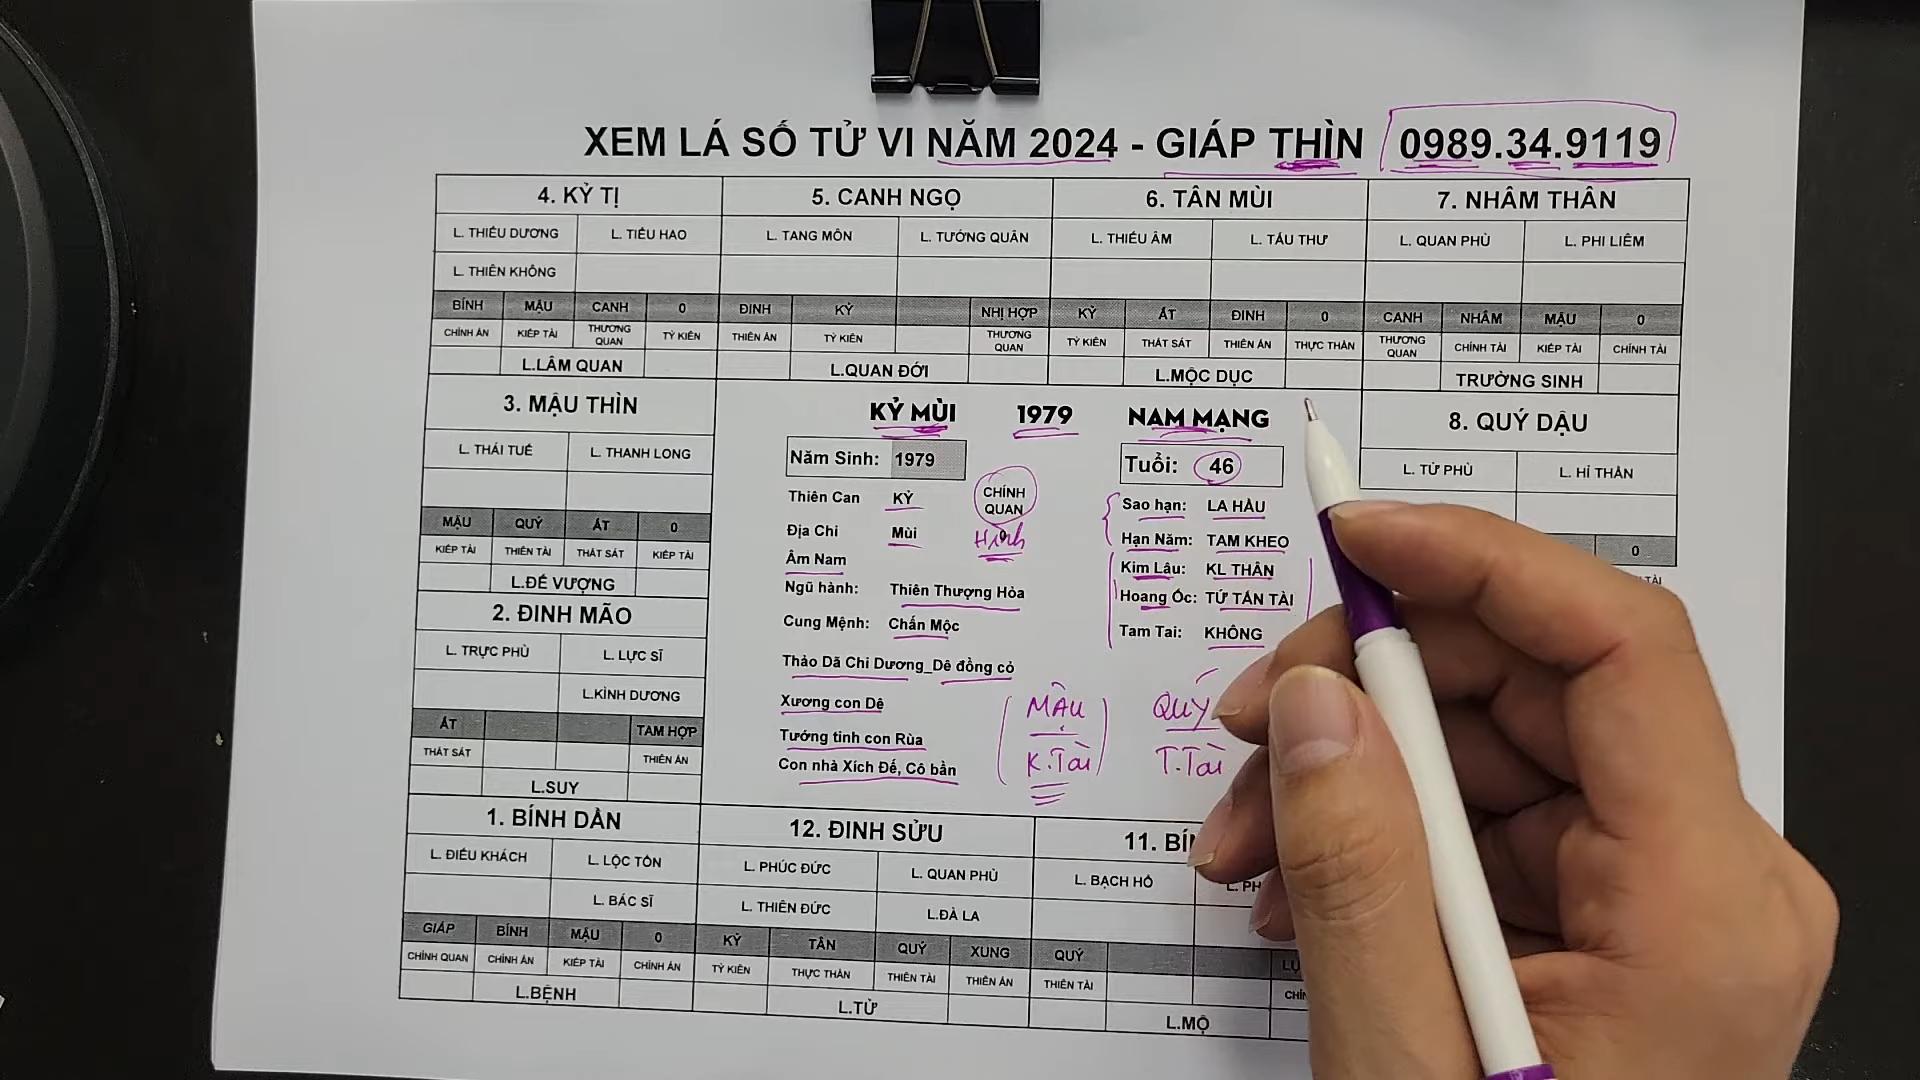 XEM LÁ SỐ TỬ VI NĂM 2024 - GIÁP THÌN 0989.34.9119
4. KỶ TỊ
L. THIẾU DƯƠNG L. TIỂU HAO
L. THIÊN KHÔNG
BÍNH MẬU CANH 0
CHÍNH ẤN KIẾP TÀI THƯƠNG QUAN TỶ KIÊN
L.LÂM QUAN
5. CANH NGỌ
L. TANG MÔN L. TƯỚNG QUÂN
ĐINH KỶ NHỊ HỢP
THIÊN ẤN TỶ KIÊN THƯƠNG QUAN
L.QUAN ĐỚI
6. TÂN MÙI
L. THIẾU ÂM L. TẤU THƯ
KỶ ẤT ĐINH 0
TỶ KIÊN THẤT SÁT THIÊN ẤN THỰC THẦN
L.MỘC DỤC
7. NHÂM THÂN
L. QUAN PHÙ L. PHI LIÊM
CANH NHÂM MẬU 0
THƯƠNG QUAN CHÍNH TÀI KIẾP TÀI CHÍNH TÀI
TRƯỜNG SINH
3. MẬU THÌN
L. THÁI TUẾ L. THANH LONG
MẬU QUÝ ẤT 0
KIẾP TÀI THIÊN TÀI THẤT SÁT KIẾP TÀI
L.ĐẾ VƯỢNG
KỶ MÙI 1979 NAM MẠNG
Năm Sinh: 1979
Tuổi: 46
Thiên Can KỶ
CHÍNH QUAN
Sao hạn: LA HẦU
Địa Chi Mùi
Hình
Hạn Năm: TAM KHEO
Âm Nam
Kim Lâu: KL THÂN
Ngũ hành: Thiên Thượng Hỏa
Hoang Ốc: TỨ TẤN TÀI
Cung Mệnh: Chấn Mộc
Tam Tai: KHÔNG
Thảo Dã Chi Dương_Dê đồng cỏ
Xương con Dê
Tướng tinh con Rùa
Con nhà Xích Đế, Cô bần
MẬU QUÝ
K.Tài T.Tài
8. QUÝ DẬU
L. TỬ PHÙ L. HỈ THẦN
0
2. ĐINH MÃO
L. TRỰC PHÙ L. LỰC SĨ
L.KÌNH DƯƠNG
ẤT TAM HỢP
THẤT SÁT THIÊN ẤN
L.SUY
1. BÍNH DẦN
L. ĐIẾU KHÁCH L. LỘC TỒN
L. BÁC SĨ
GIÁP BÍNH MẬU 0
CHÍNH QUAN CHÍNH ẤN KIẾP TÀI CHÍNH ẤN
L.BỆNH
12. ĐINH SỬU
L. PHÚC ĐỨC L. QUAN PHÙ
L. THIÊN ĐỨC L.ĐÀ LA
KỶ TÂN QUÝ XUNG
TỶ KIÊN THỰC THẦN THIÊN TÀI THIÊN ẤN
L.TỬ
11.
L. BẠCH HỔ
QUÝ
THIÊN TÀI
L.MỘ